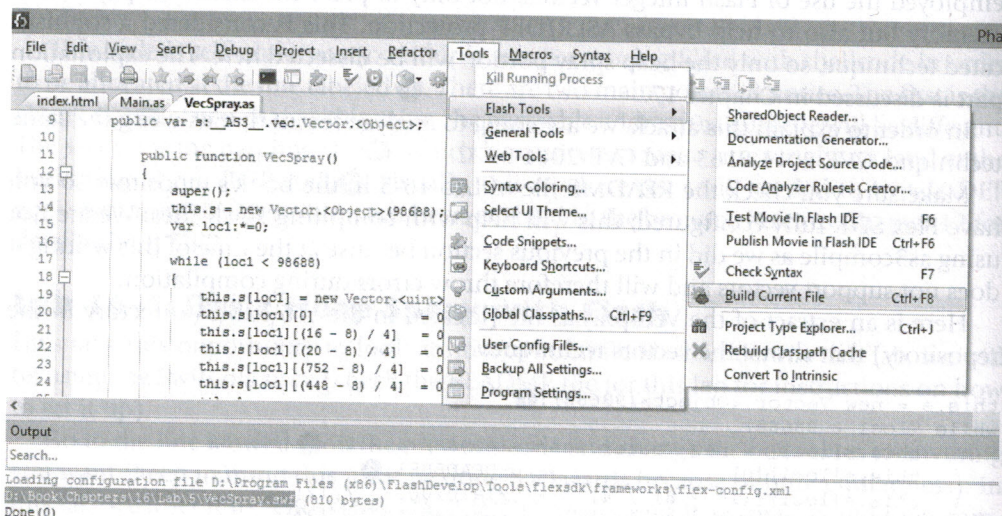 File Edit View Search Debug Project Insert Refactor Tools Macros Syntax Help
Pha
index.html Main.as VecSpray.as
9 public var s:__AS3__.vec.Vector.<Object>;
10
11 public function VecSpray()
12 {
13 super();
14 this.s = new Vector.<Object>(98688);
15 var loc1:*=0;
16
17 while (loc1 < 98688)
18 {
19 this.s[loc1] = new Vector.<uint>
20 this.s[loc1][0] = 0
21 this.s[loc1][(16 - 8) / 4] = 0
22 this.s[loc1][(20 - 8) / 4] = 0
23 this.s[loc1][(752 - 8) / 4] = 0
24 this.s[loc1][(448 - 8) / 4] = 0
Kill Running Process
Flash Tools
General Tools
Web Tools
Syntax Coloring...
Select UI Theme...
Code Snippets...
Keyboard Shortcuts...
Global Classpaths... Ctrl+F9
User Config Files...
Backup All Settings...
Program Settings...
SharedObject Reader...
Documentation Generator...
Analyze Project Source Code...
Code Analyzer Ruleset Creator...
Test Movie In Flash IDE F6
Publish Movie in Flash IDE Ctrl+F6
Check Syntax F7
Build Current File Ctrl+F8
Project Type Explorer... Ctrl+J
Rebuild Classpath Cache
Convert To Intrinsic
Output
Search...
Loading configuration file D:\Program Files (x86)\FlashDevelop\Tools\flexsdk\frameworks\flex-config.xml
D:\Book\Chapters\16\Lab\5\VecSpray.swf (810 bytes)
Done(0)